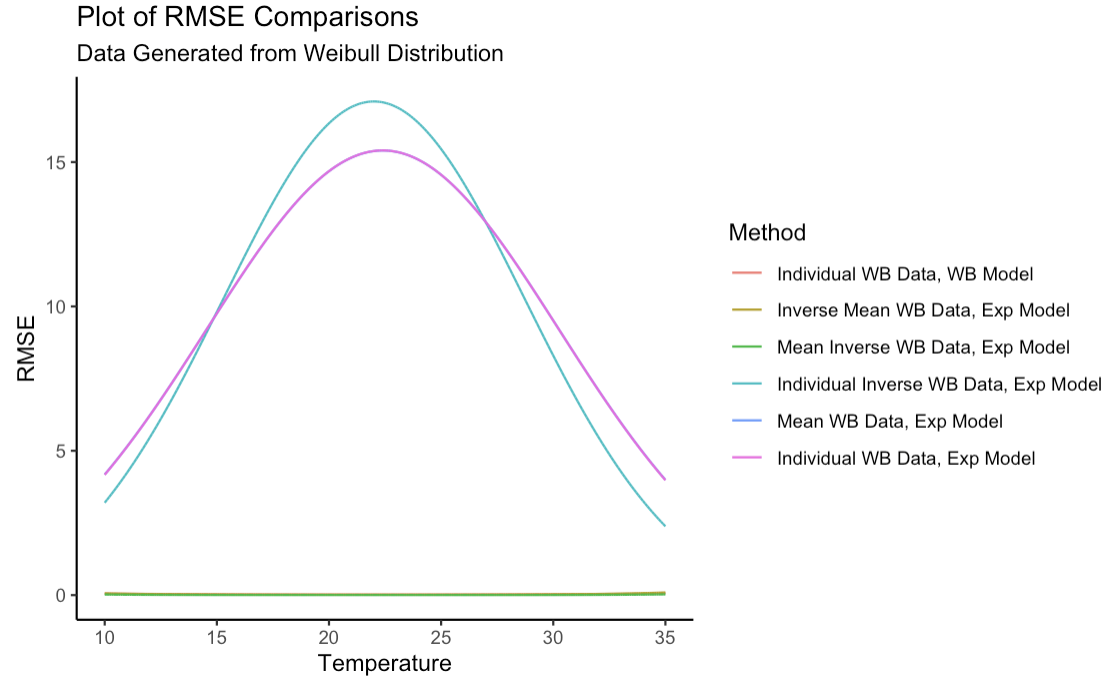 Plot of RMSE Comparisons
Data Generated from Weibull Distribution
RMSE
15
10
5
0
10 15 20 25 30 35
Temperature
Method
Individual WB Data, WB Model
Inverse Mean WB Data, Exp Model
Mean Inverse WB Data, Exp Model
Individual Inverse WB Data, Exp Model
Mean WB Data, Exp Model
Individual WB Data, Exp Model